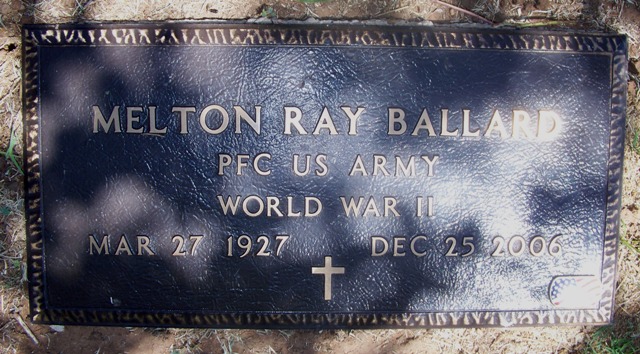 MELTON RAY BALLARD
PFC US ARMY
WORLD WAR II
MAR 27 1927 DEC 25 2006